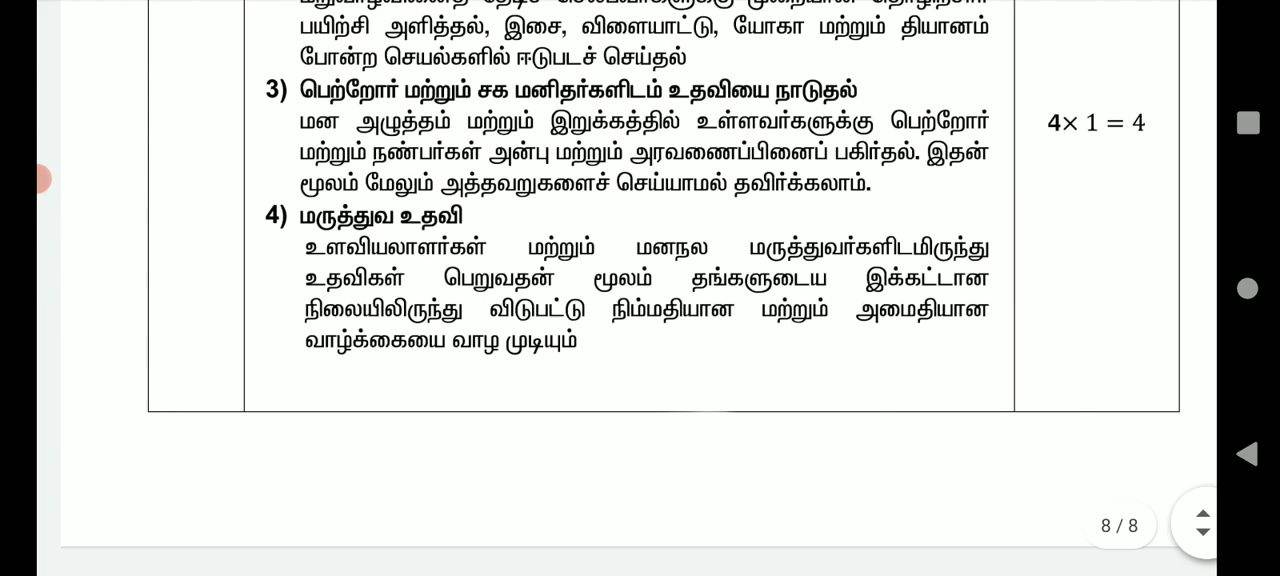 பயிற்சி அளித்தல், இசை, விளையாட்டு, யோகா மற்றும் தியானம்
போன்ற செயல்களில் ஈடுபடச் செய்தல்
3) பெற்றோர் மற்றும் சக மனிதர்களிடம் உதவியை நாடுதல்
மன அழுத்தம் மற்றும் இறுக்கத்தில் உள்ளவர்களுக்கு பெற்றோர்
மற்றும் நண்பர்கள் அன்பு மற்றும் அரவணைப்பினைப் பகிர்தல். இதன்
மூலம் மேலும் அத்தவறுகளைச் செய்யாமல் தவிர்க்கலாம்.
4× 1 = 4
4) மருத்துவ உதவி
உளவியலாளர்கள் மற்றும் மனநல மருத்துவர்களிடமிருந்து
உதவிகள் பெறுவதன் மூலம் தங்களுடைய இக்கட்டான
நிலையிலிருந்து விடுபட்டு நிம்மதியான மற்றும் அமைதியான
வாழ்க்கையை வாழ முடியும்
8 / 8